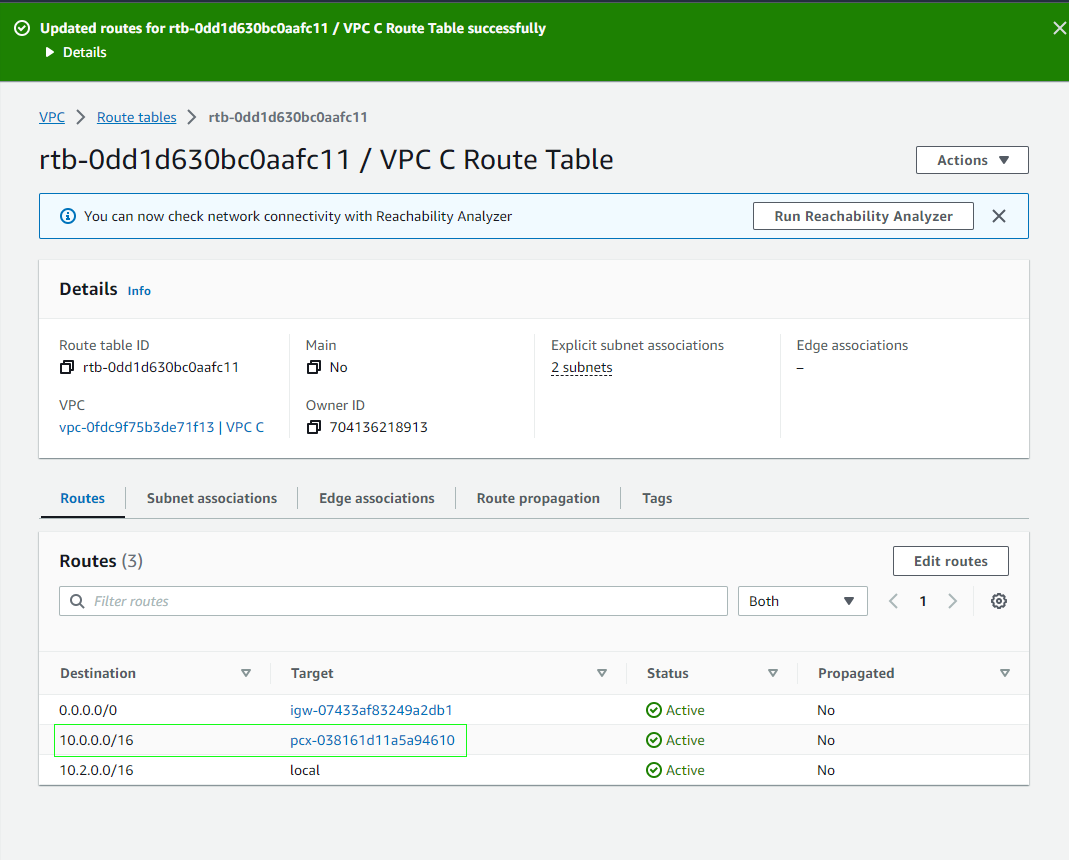 Updated routes for rtb-0dd1d630bc0aafc11 / VPC C Route Table successfully
Details
VPC Route tables rtb-0dd1d630bc0aafc11
rtb-0dd1d630bc0aafc11 / VPC C Route Table
Actions
You can now check network connectivity with Reachability Analyzer
Run Reachability Analyzer
Details Info
Route table ID Main Explicit subnet associations Edge associations
rtb-0dd1d630bc0aafc11 No 2 subnets –
VPC Owner ID
vpc-0fdc9f75b3de71f13 | VPC C 704136218913
Routes Subnet associations Edge associations Route propagation Tags
Routes (3)
Edit routes
Filter routes Both 1
Destination Target Status Propagated
0.0.0.0/0 igw-07433af83249a2db1 Active No
10.0.0.0/16 pcx-038161d11a5a94610 Active No
10.2.0.0/16 local Active No